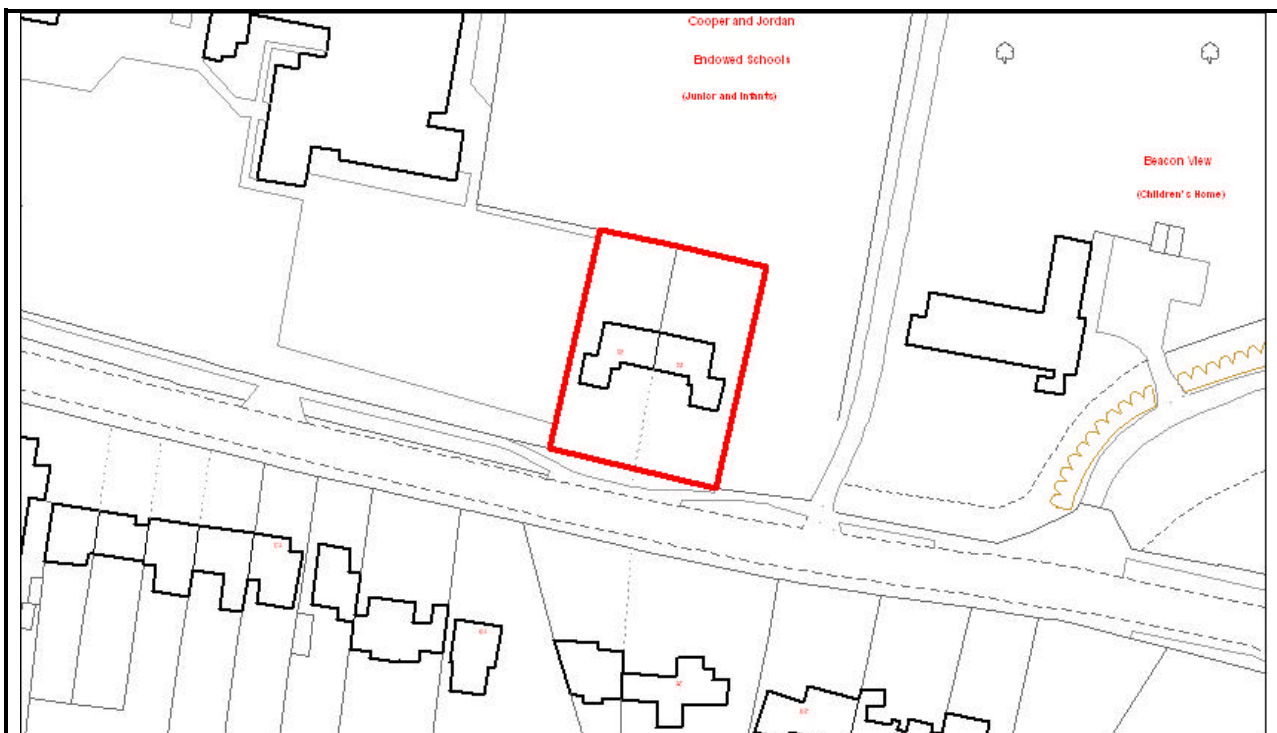 Cooper and Jordan
Endowed Schools
(Junior and Infants)
Beacon View
(Children's Home)